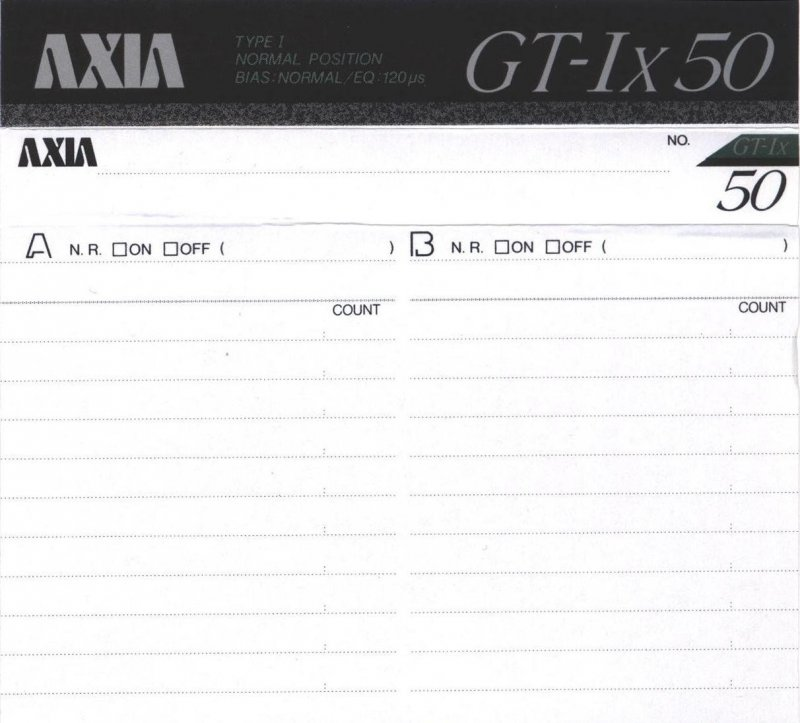 AXIA
TYPE I
NORMAL POSITION
BIAS:NORMAL/EQ:120μs
GT-Ix 50
AXIA
NO.
GT-Ix
50
A N.R. □ON □OFF ( )
B N.R. □ON □OFF ( )
COUNT
COUNT